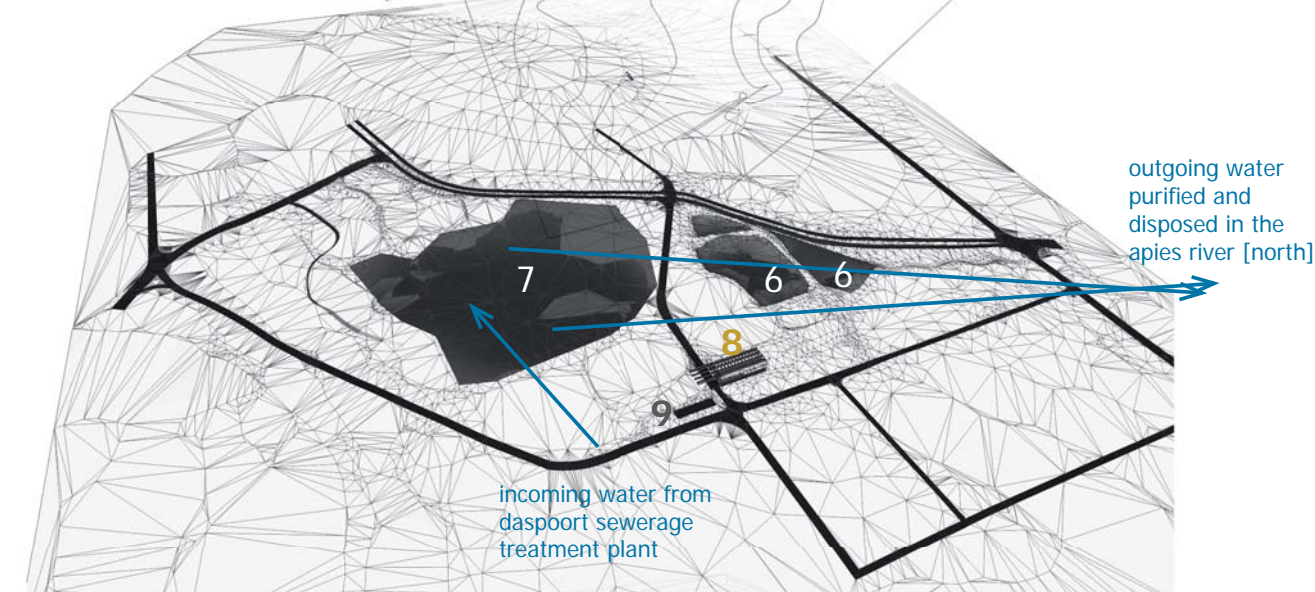 outgoing water
purified and
disposed in the
apies river [north]
7
6
6
8
9
incoming water from
daspoort sewerage
treatment plant